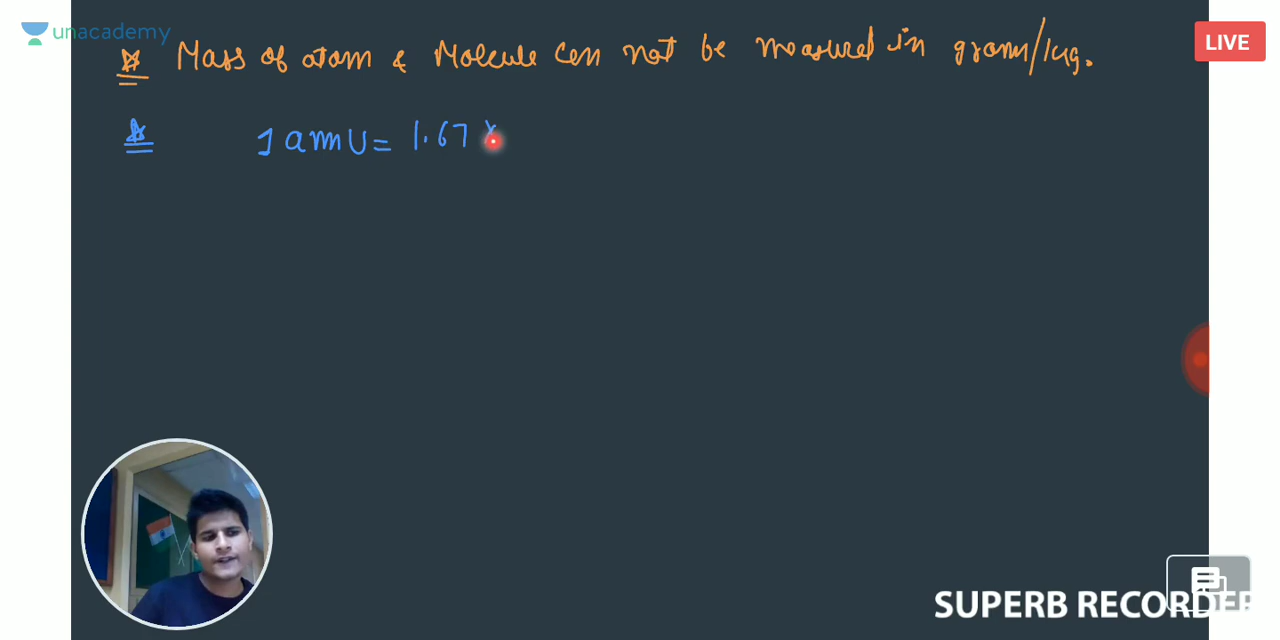 unacademy
LIVE
Mass of atom & Molecule Can not be measured in gram/kg.
1 amu = 1.67 x
SUPERB RECORDER